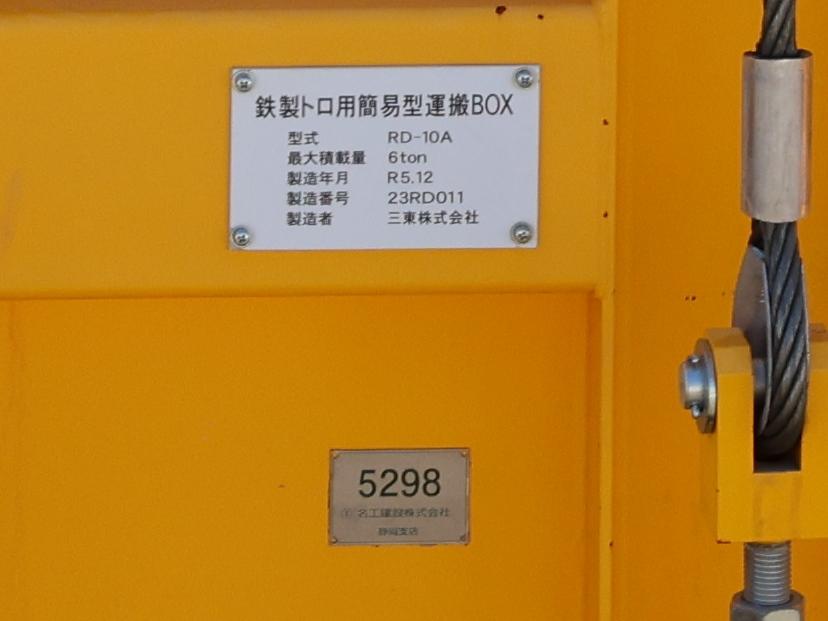 鉄製トロ用簡易型運搬BOX
型式 RD-10A
最大積載量 6ton
製造年月 R5.12
製造番号 23RD011
製造者 三東株式会社
5298
名工建設株式会社
静岡支店